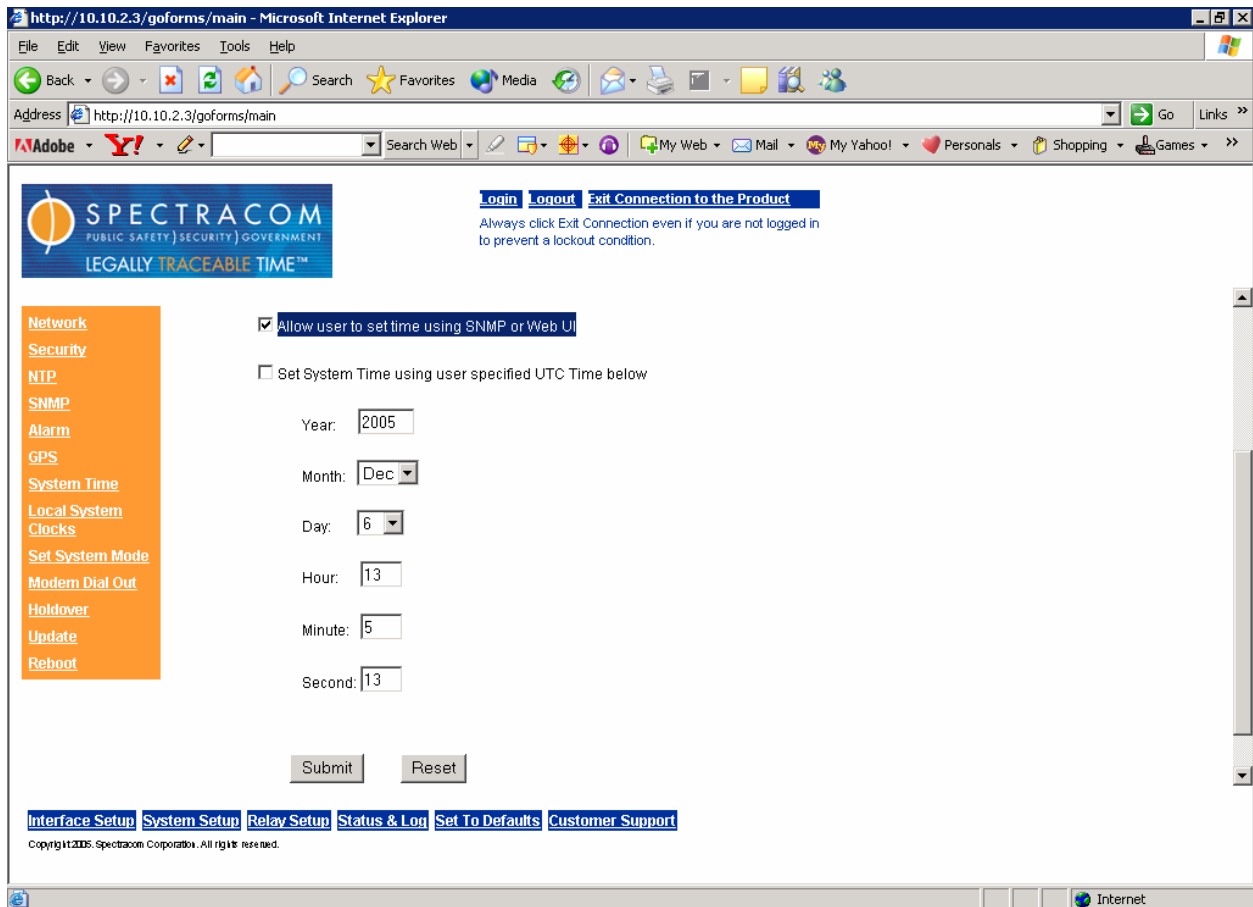 http://10.10.2.3/goforms/main - Microsoft Internet Explorer
File Edit View Favorites Tools Help
Back Search Favorites Media
Address http://10.10.2.3/goforms/main Go Links »
Adobe Y! Search Web My Web Mail My Yahoo! Personals Shopping Games »
SPECTRACOM
PUBLIC SAFETY } SECURITY } GOVERNMENT
LEGALLY TRACEABLE TIME™
Login Logout Exit Connection to the Product
Always click Exit Connection even if you are not logged in
to prevent a lockout condition.
Network
Security
NTP
SNMP
Alarm
GPS
System Time
Local System
Clocks
Set System Mode
Modem Dial Out
Holdover
Update
Reboot
Allow user to set time using SNMP or Web UI
Set System Time using user specified UTC Time below
Year: 2005
Month: Dec
Day: 6
Hour: 13
Minute: 5
Second: 13
Submit Reset
Interface Setup System Setup Relay Setup Status & Log Set To Defaults Customer Support
Copyright 2005. Spectracom Corporation. All rights reserved.
Internet